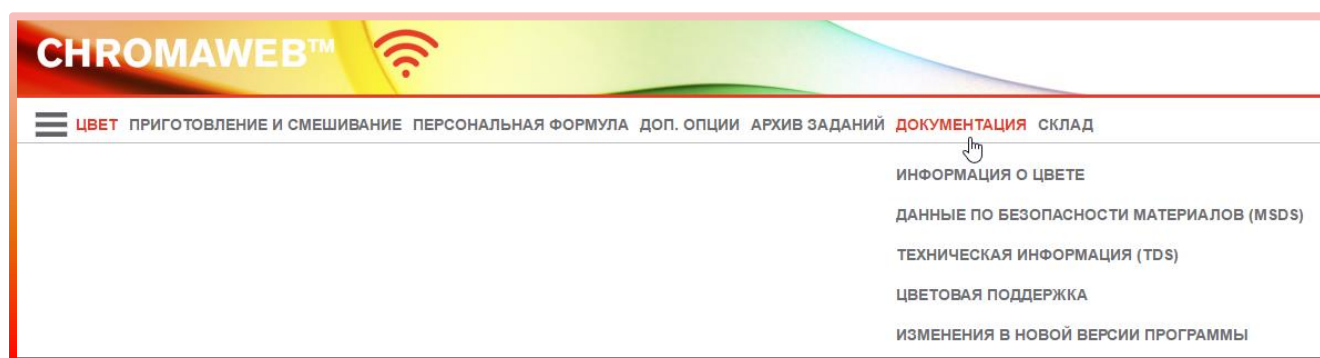 CHROMAWEB™
ЦВЕТ ПРИГОТОВЛЕНИЕ И СМЕШИВАНИЕ ПЕРСОНАЛЬНАЯ ФОРМУЛА ДОП. ОПЦИИ АРХИВ ЗАДАНИЙ ДОКУМЕНТАЦИЯ СКЛАД
ИНФОРМАЦИЯ О ЦВЕТЕ
ДАННЫЕ ПО БЕЗОПАСНОСТИ МАТЕРИАЛОВ (MSDS)
ТЕХНИЧЕСКАЯ ИНФОРМАЦИЯ (TDS)
ЦВЕТОВАЯ ПОДДЕРЖКА
ИЗМЕНЕНИЯ В НОВОЙ ВЕРСИИ ПРОГРАММЫ